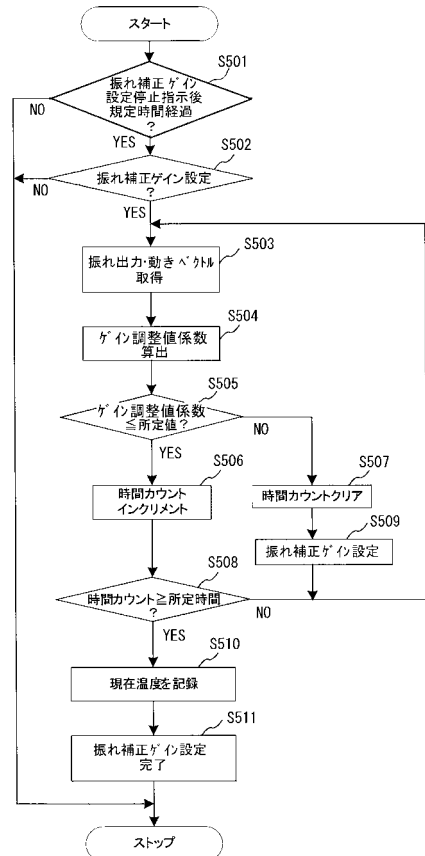 スタート
S501
振れ補正ゲイン
設定停止指示後
規定時間経過
?
NO
YES
S502
振れ補正ゲイン設定
?
NO
YES
S503
振れ出力・動きベクトル
取得
S504
ゲイン調整値係数
算出
S505
ゲイン調整値係数
≦所定値?
NO
YES
S506
時間カウント
インクリメント
S507
時間カウントクリア
S509
振れ補正ゲイン設定
S508
時間カウント≧所定時間
?
NO
YES
S510
現在温度を記録
S511
振れ補正ゲイン設定
完了
ストップ